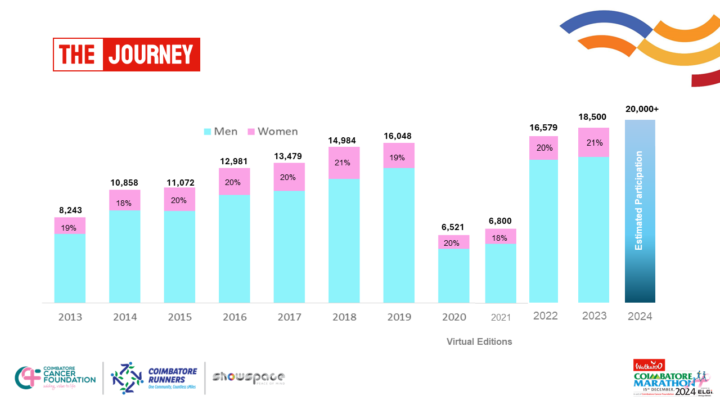 THE JOURNEY
Men Women
8,243
19%
10,858
18%
11,072
20%
12,981
20%
13,479
20%
14,984
21%
16,048
19%
6,521
20%
6,800
18%
16,579
20%
18,500
21%
20,000+
Estimated Participation
2013 2014 2015 2016 2017 2018 2019 2020 2021 2022 2023 2024
Virtual Editions
COIMBATORE
CANCER
FOUNDATION
COIMBATORE
RUNNERS
showspace
Walkaroo
COIMBATORE
MARATHON
15TH DECEMBER
2024
ELGi